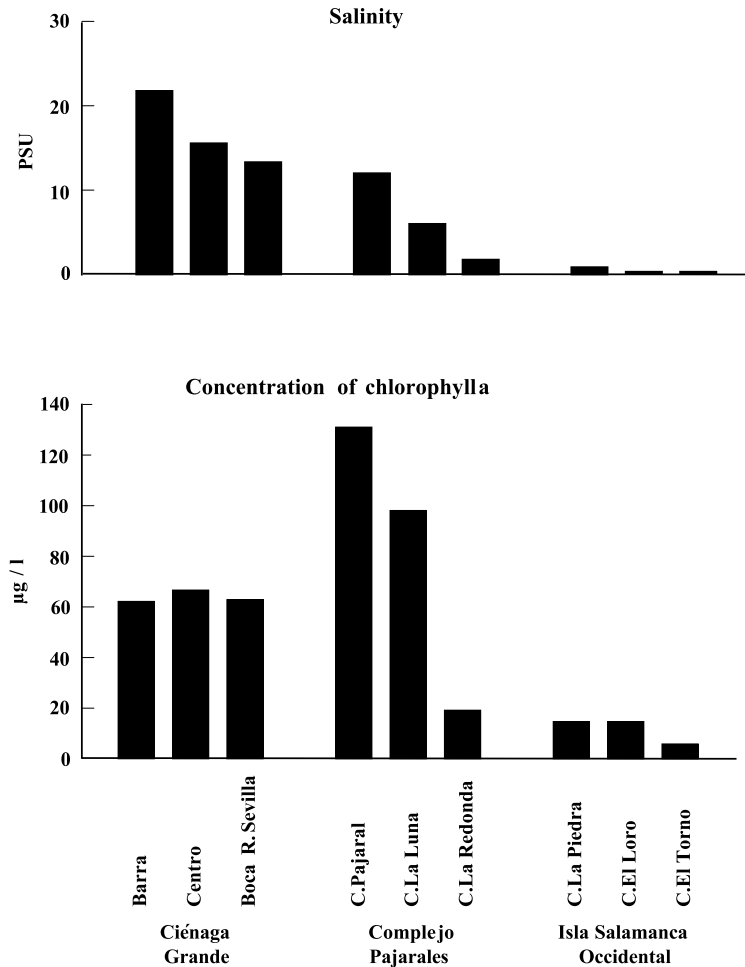 Salinity
30
20
10
0
PSU
Concentration of chlorophylla
140
120
100
80
60
40
20
0
µg / l
Barra
Centro
Boca R. Sevilla
C.Pajaral
C.La Luna
C.La Redonda
C.La Piedra
C.El Loro
C.El Torno
Ciénaga
Grande
Complejo
Pajarales
Isla Salamanca
Occidental